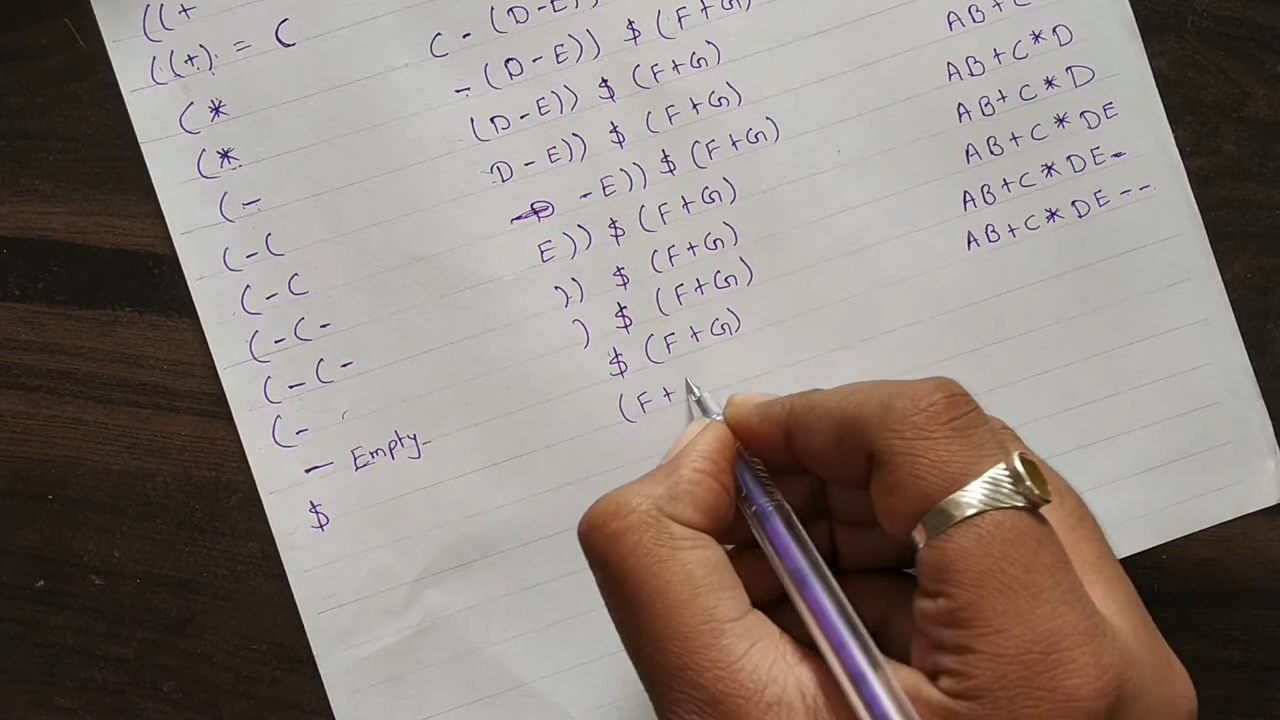 ((+
((+) = (        C - (D-E))        AB+C
(*        - (D-E)) $ (F+G)        AB+C*D
(*        (D-E)) $ (F+G)        AB+C*D
(-        D-E)) $ (F+G)        AB+C*DE
(-(        -E)) $ (F+G)        AB+C*DE-
(-(        E)) $ (F+G)        AB+C*DE--
(-(-        )) $ (F+G)
(-(-        ) $ (F+G)
(-        $ (F+G)
- Empty-        (F+
$